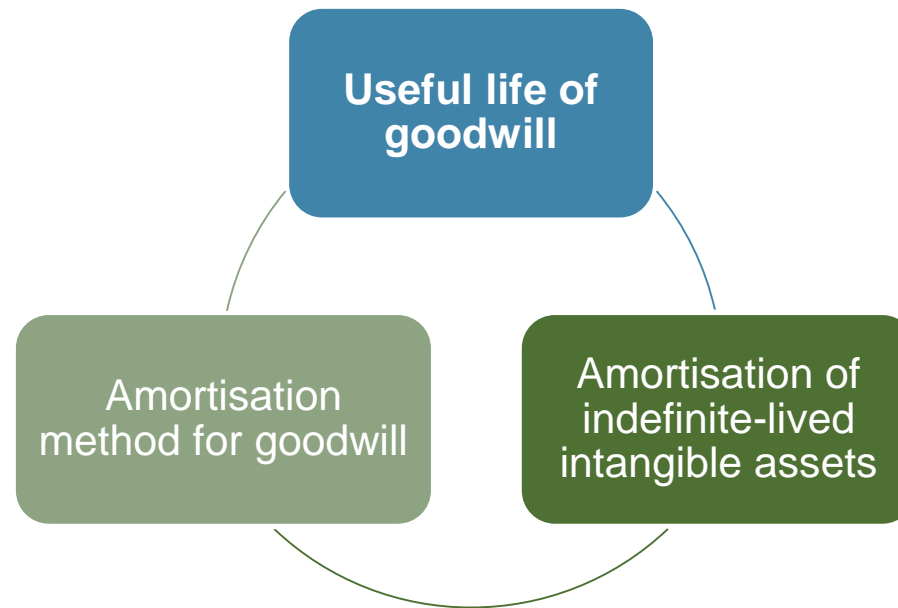 Useful life of
goodwill
Amortisation
method for goodwill
Amortisation of
indefinite-lived
intangible assets